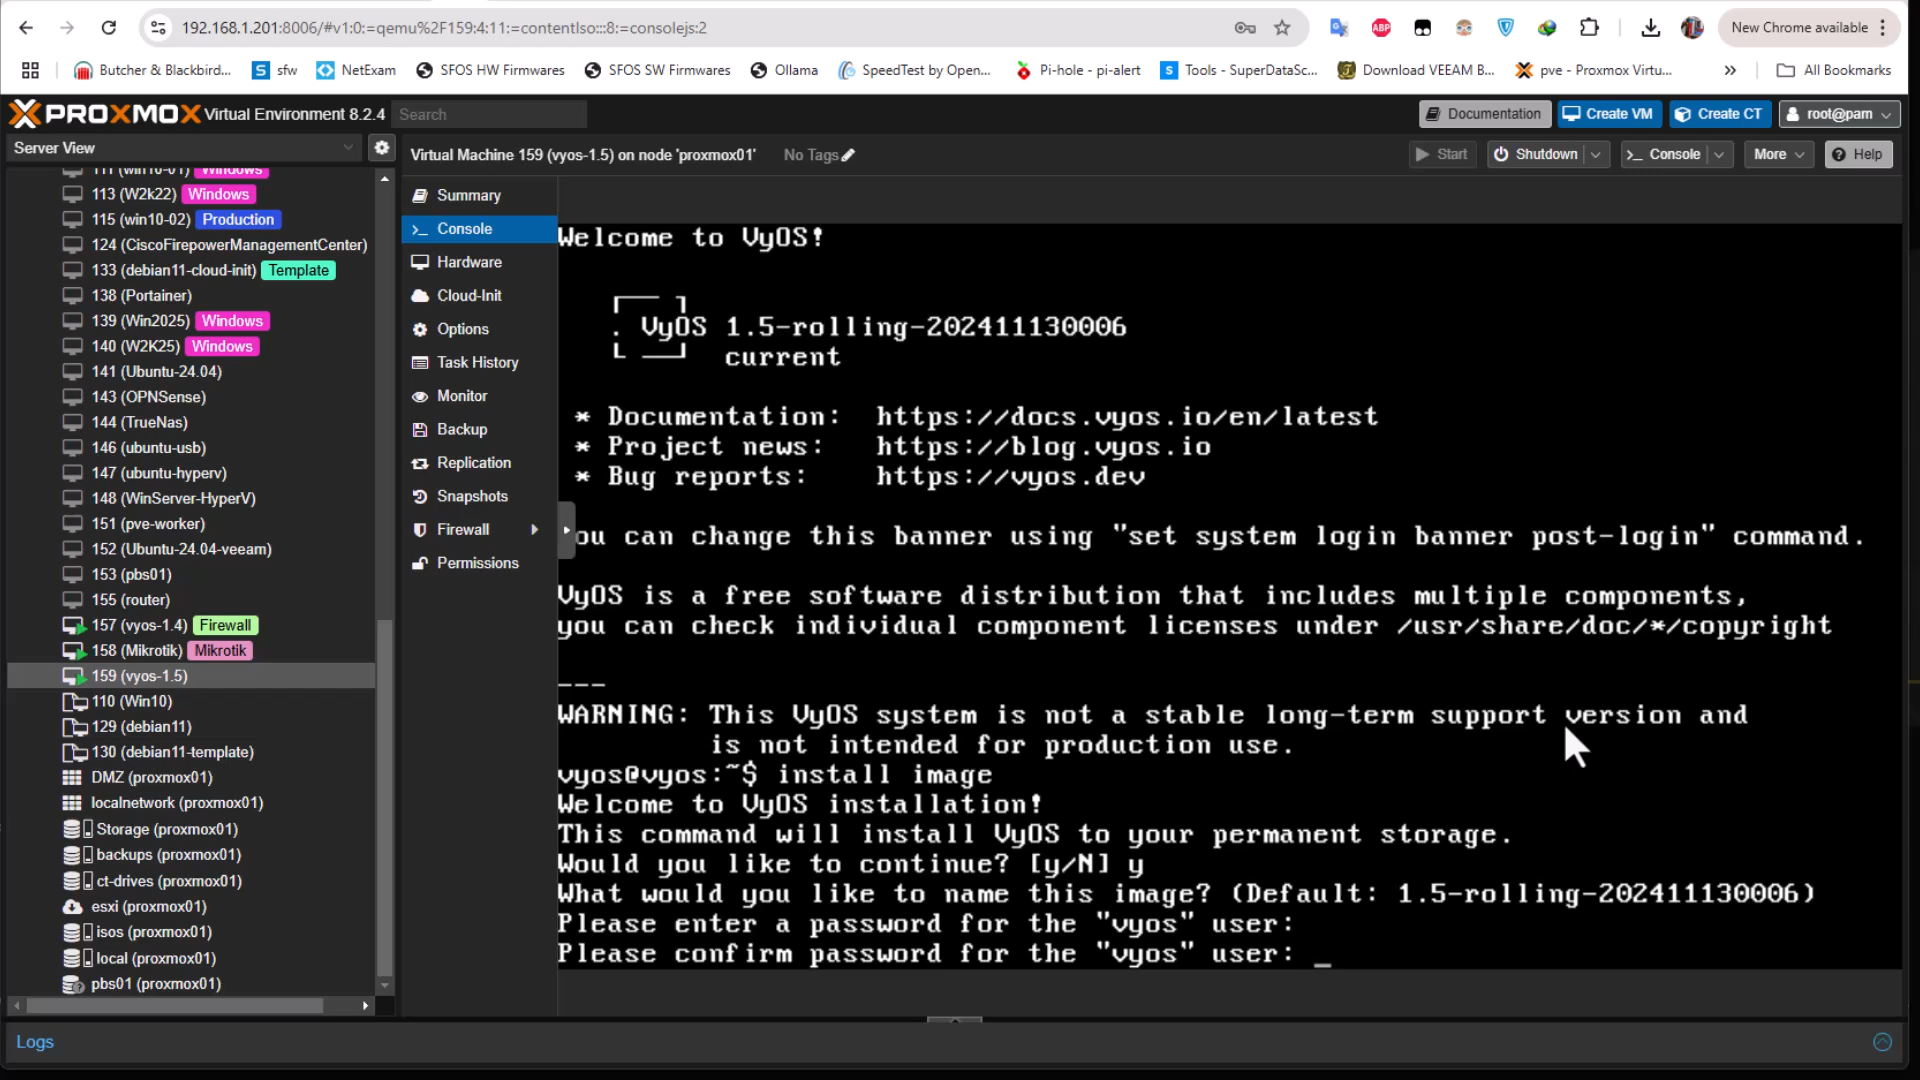 192.168.1.201:8006/#v1:0:=qemu%2F159:4:11:=contentIso:::8:=consolejs:2
ABP
New Chrome available
Butcher & Blackbird...
S sfw
NetExam
SFOS HW Firmwares
SFOS SW Firmwares
Ollama
SpeedTest by Open...
Pi-hole - pi-alert
S Tools - SuperDataSc...
Download VEEAM B...
pve - Proxmox Virtu...
All Bookmarks
PROXMOX Virtual Environment 8.2.4
Search
Documentation
Create VM
Create CT
root@pam
Server View
Virtual Machine 159 (vyos-1.5) on node 'proxmox01'
No Tags
Start
Shutdown
Console
More
Help
111 (win10-01) Windows
113 (W2k22) Windows
115 (win10-02) Production
124 (CiscoFirepowerManagementCenter)
133 (debian11-cloud-init) Template
138 (Portainer)
139 (Win2025) Windows
140 (W2K25) Windows
141 (Ubuntu-24.04)
143 (OPNSense)
144 (TrueNas)
146 (ubuntu-usb)
147 (ubuntu-hyperv)
148 (WinServer-HyperV)
151 (pve-worker)
152 (Ubuntu-24.04-veeam)
153 (pbs01)
155 (router)
157 (vyos-1.4) Firewall
158 (Mikrotik) Mikrotik
159 (vyos-1.5)
110 (Win10)
129 (debian11)
130 (debian11-template)
DMZ (proxmox01)
localnetwork (proxmox01)
Storage (proxmox01)
backups (proxmox01)
ct-drives (proxmox01)
esxi (proxmox01)
isos (proxmox01)
local (proxmox01)
pbs01 (proxmox01)
Summary
Console
Hardware
Cloud-Init
Options
Task History
Monitor
Backup
Replication
Snapshots
Firewall
Permissions
Welcome to VyOS!
. VyOS 1.5-rolling-202411130006
current
* Documentation: https://docs.vyos.io/en/latest
* Project news: https://blog.vyos.io
* Bug reports: https://vyos.dev
ou can change this banner using "set system login banner post-login" command.
VyOS is a free software distribution that includes multiple components,
you can check individual component licenses under /usr/share/doc/*/copyright
---
WARNING: This VyOS system is not a stable long-term support version and
is not intended for production use.
vyos@vyos:~$ install image
Welcome to VyOS installation!
This command will install VyOS to your permanent storage.
Would you like to continue? [y/N] y
What would you like to name this image? (Default: 1.5-rolling-202411130006)
Please enter a password for the "vyos" user:
Please confirm password for the "vyos" user: _
Logs